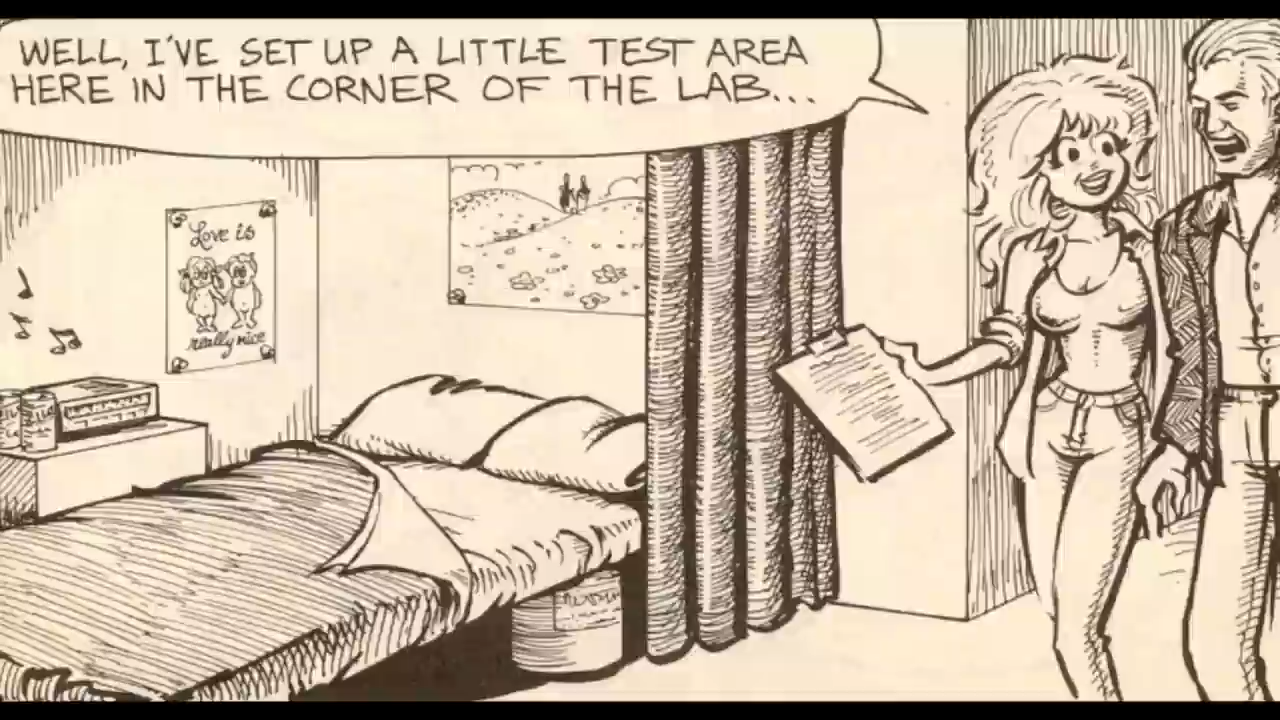 WELL, I'VE SET UP A LITTLE TEST AREA
HERE IN THE CORNER OF THE LAB...
Love is
really nice